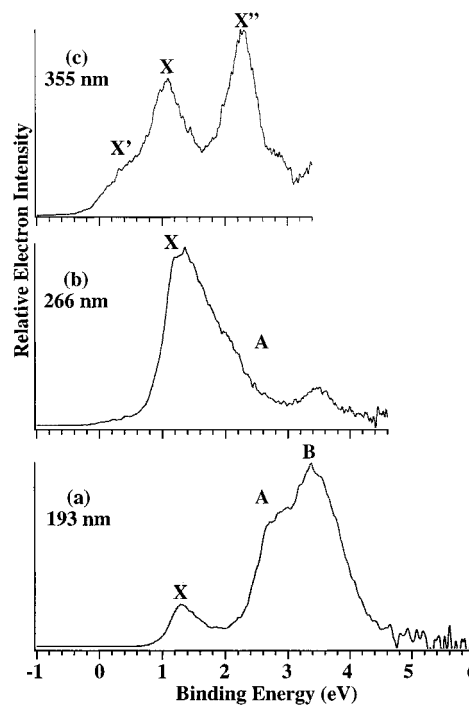 X"
(c)
X
355 nm
X'
Relative Electron Intensity
X
(b)
266 nm
A
B
(a)
A
193 nm
X
-1 0 1 2 3 4 5 6
Binding Energy (eV)